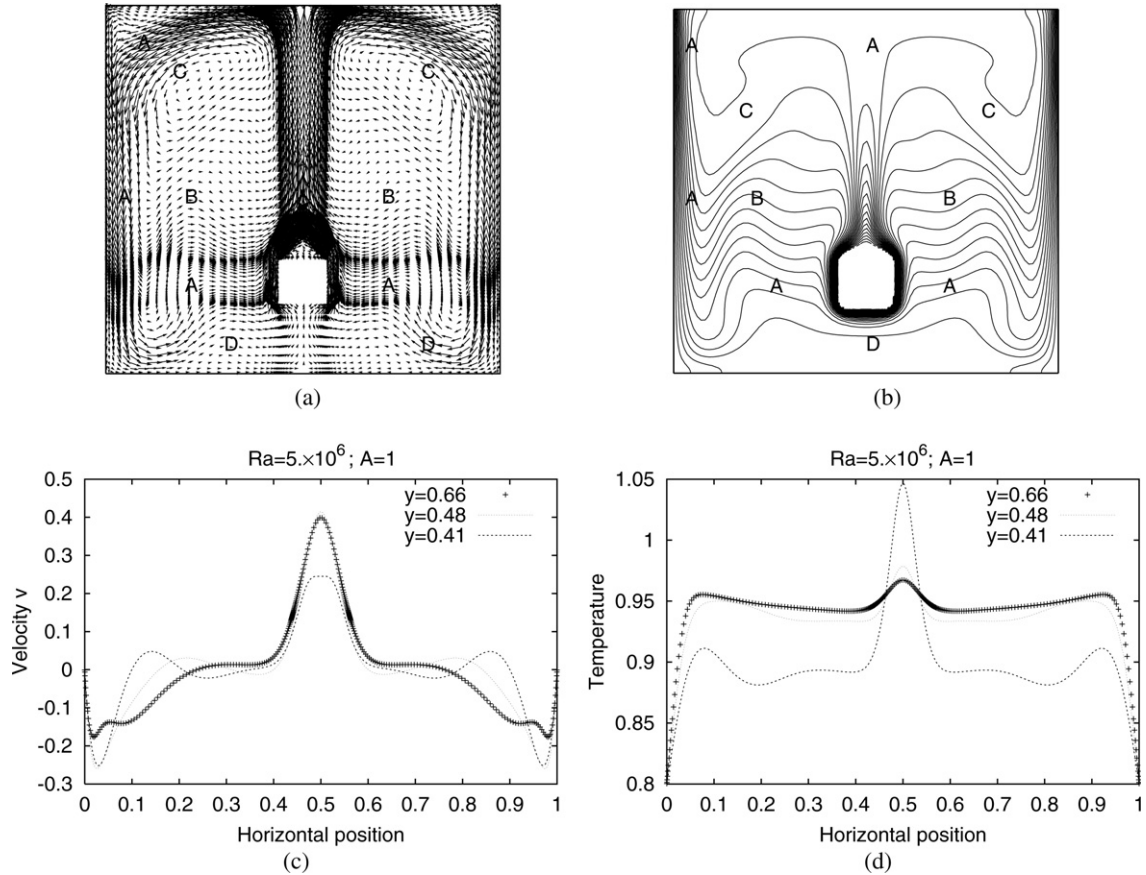 A
C
C
A
B
B
A
A
D
D
(a)
A
A
C
C
A
B
B
A
A
D
(b)
Ra=5.×10⁶; A=1
y=0.66
y=0.48
y=0.41
0.5
0.4
0.3
0.2
0.1
0
-0.1
-0.2
-0.3
Velocity v
0 0.1 0.2 0.3 0.4 0.5 0.6 0.7 0.8 0.9 1
Horizontal position
(c)
Ra=5.×10⁶; A=1
y=0.66
y=0.48
y=0.41
1.05
1
0.95
0.9
0.85
0.8
Temperature
0 0.1 0.2 0.3 0.4 0.5 0.6 0.7 0.8 0.9 1
Horizontal position
(d)